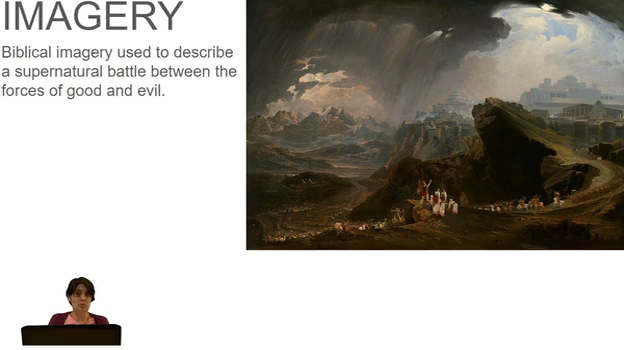 IMAGERY
Biblical imagery used to describe
a supernatural battle between the
forces of good and evil.